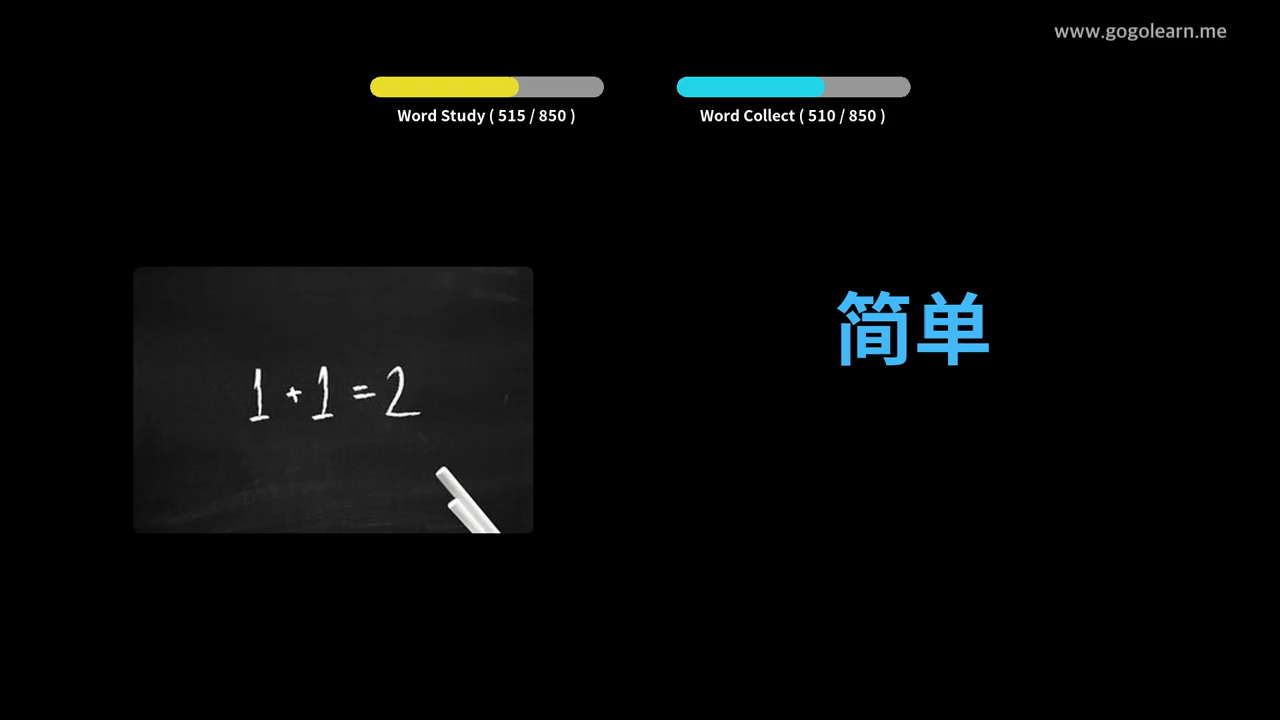 www.gogolearn.me
Word Study ( 515 / 850 )
Word Collect ( 510 / 850 )
简单
1 + 1 = 2